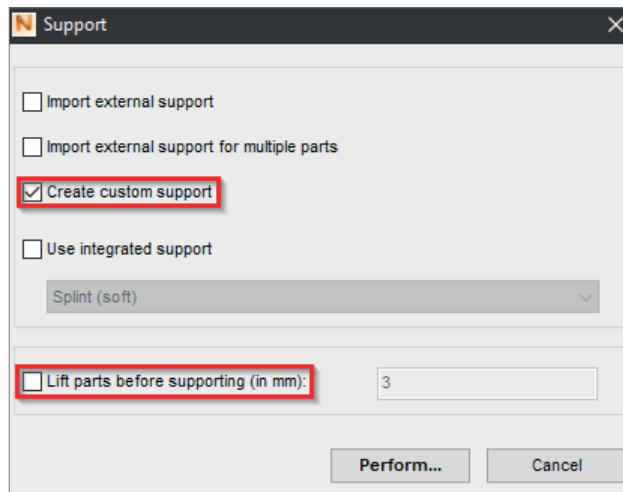 Support
Import external support
Import external support for multiple parts
Create custom support
Use integrated support
Splint (soft)
Lift parts before supporting (in mm):
3
Perform...
Cancel